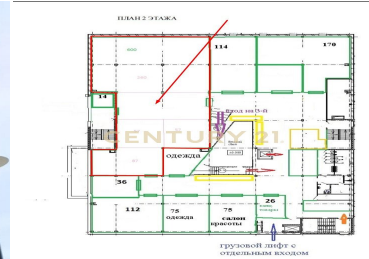 ПЛАН 2 ЭТАЖА
114
170
14
вход на 3-й
CENTURY 21
одежда
36
112
75
одежда
75
салон
красоты
26
грузовой лифт с
отдельным входом